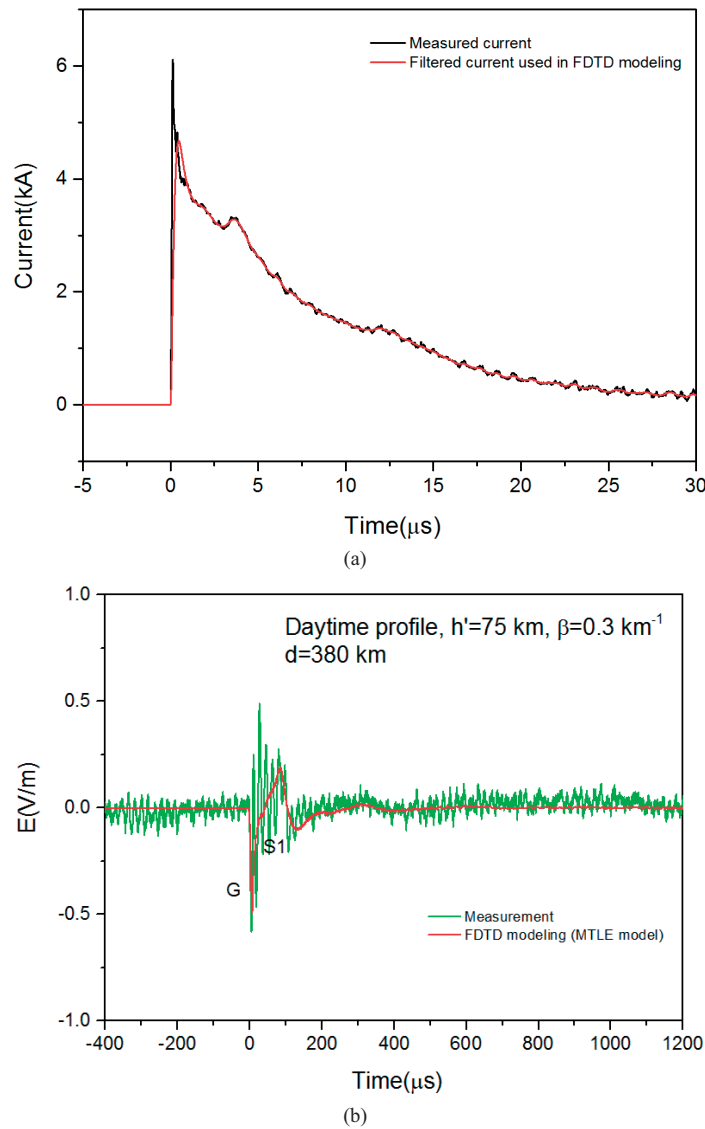 Measured current
Filtered current used in FDTD modeling
6
4
2
0
Current(kA)
-5
0
5
10
15
20
25
30
Time(μs)
(a)
1.0
0.5
0.0
-0.5
-1.0
E(V/m)
Daytime profile, h'=75 km, β=0.3 km⁻¹
d=380 km
S1
G
Measurement
FDTD modeling (MTLE model)
-400
-200
0
200
400
600
800
1000
1200
Time(μs)
(b)